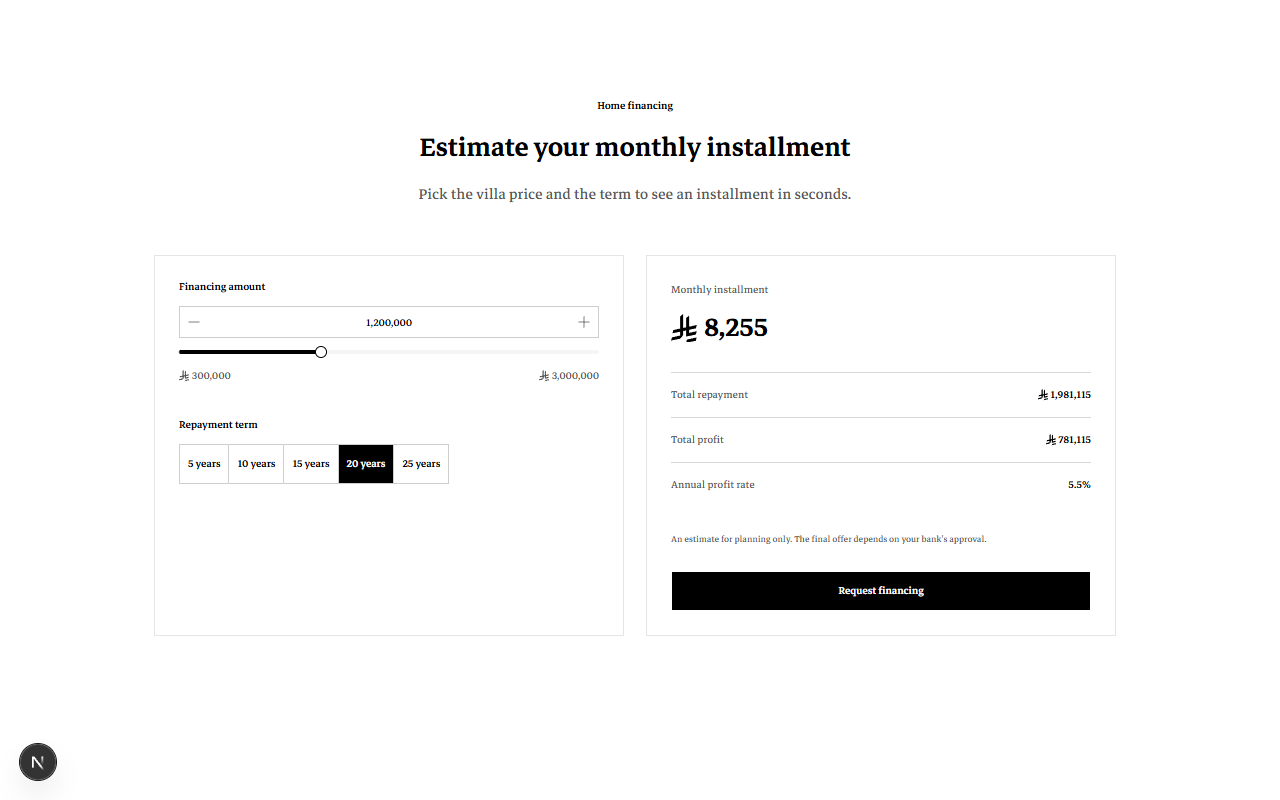 Home financing
Estimate your monthly installment
Pick the villa price and the term to see an installment in seconds.
Financing amount
1,200,000
⃁ 300,000
⃁ 3,000,000
Repayment term
5 years
10 years
15 years
20 years
25 years
Monthly installment
⃁ 8,255
Total repayment
⃁ 1,981,115
Total profit
⃁ 781,115
Annual profit rate
5.5%
An estimate for planning only. The final offer depends on your bank's approval.
Request financing
N